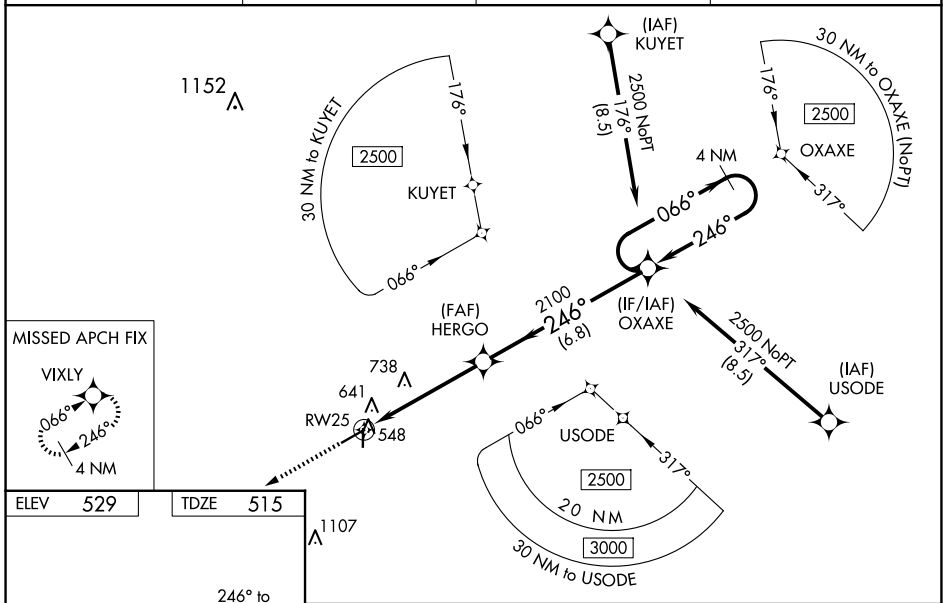 (IAF)
KUYET
1152
2500 NoPT
176°
(8.5)
30 NM to KUYET
2500
176°
KUYET
066°
30 NM to OXAXE (NoPT)
2500
176°
OXAXE
317°
4 NM
066°
246°
(IF/IAF)
OXAXE
2100
246°
(6.8)
(FAF)
HERGO
2500 NoPT
317°
(8.5)
(IAF)
USODE
738
641
RW25
548
066°
USODE
317°
2500
20 NM
3000
30 NM to USODE
MISSED APCH FIX
VIXLY
066°
246°
4 NM
ELEV 529
TDZE 515
1107
246° to